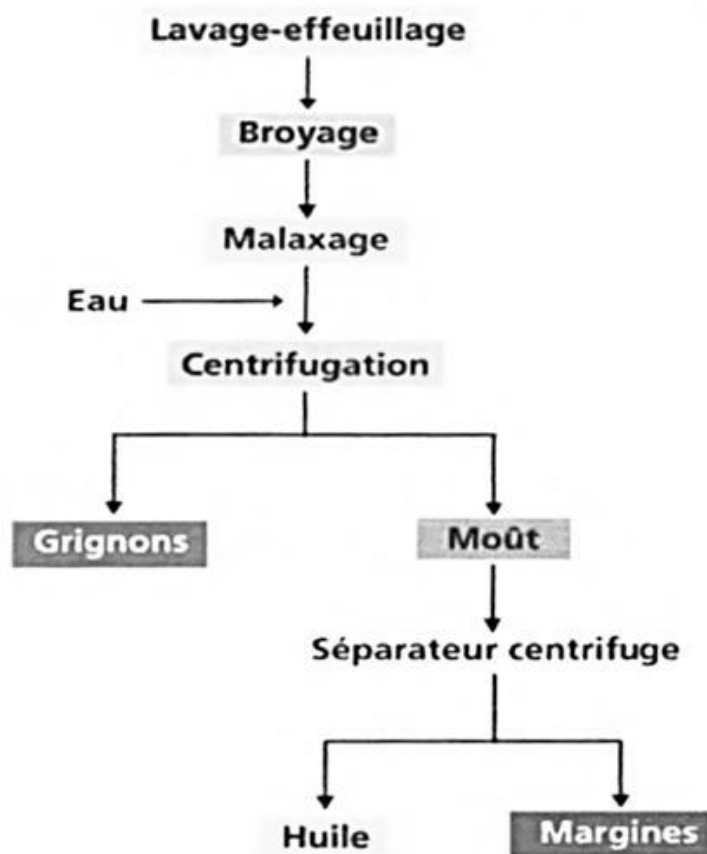 Lavage-effeuillage
Broyage
Malaxage
Eau
Centrifugation
Grignons
Moût
Séparateur centrifuge
Huile
Margines